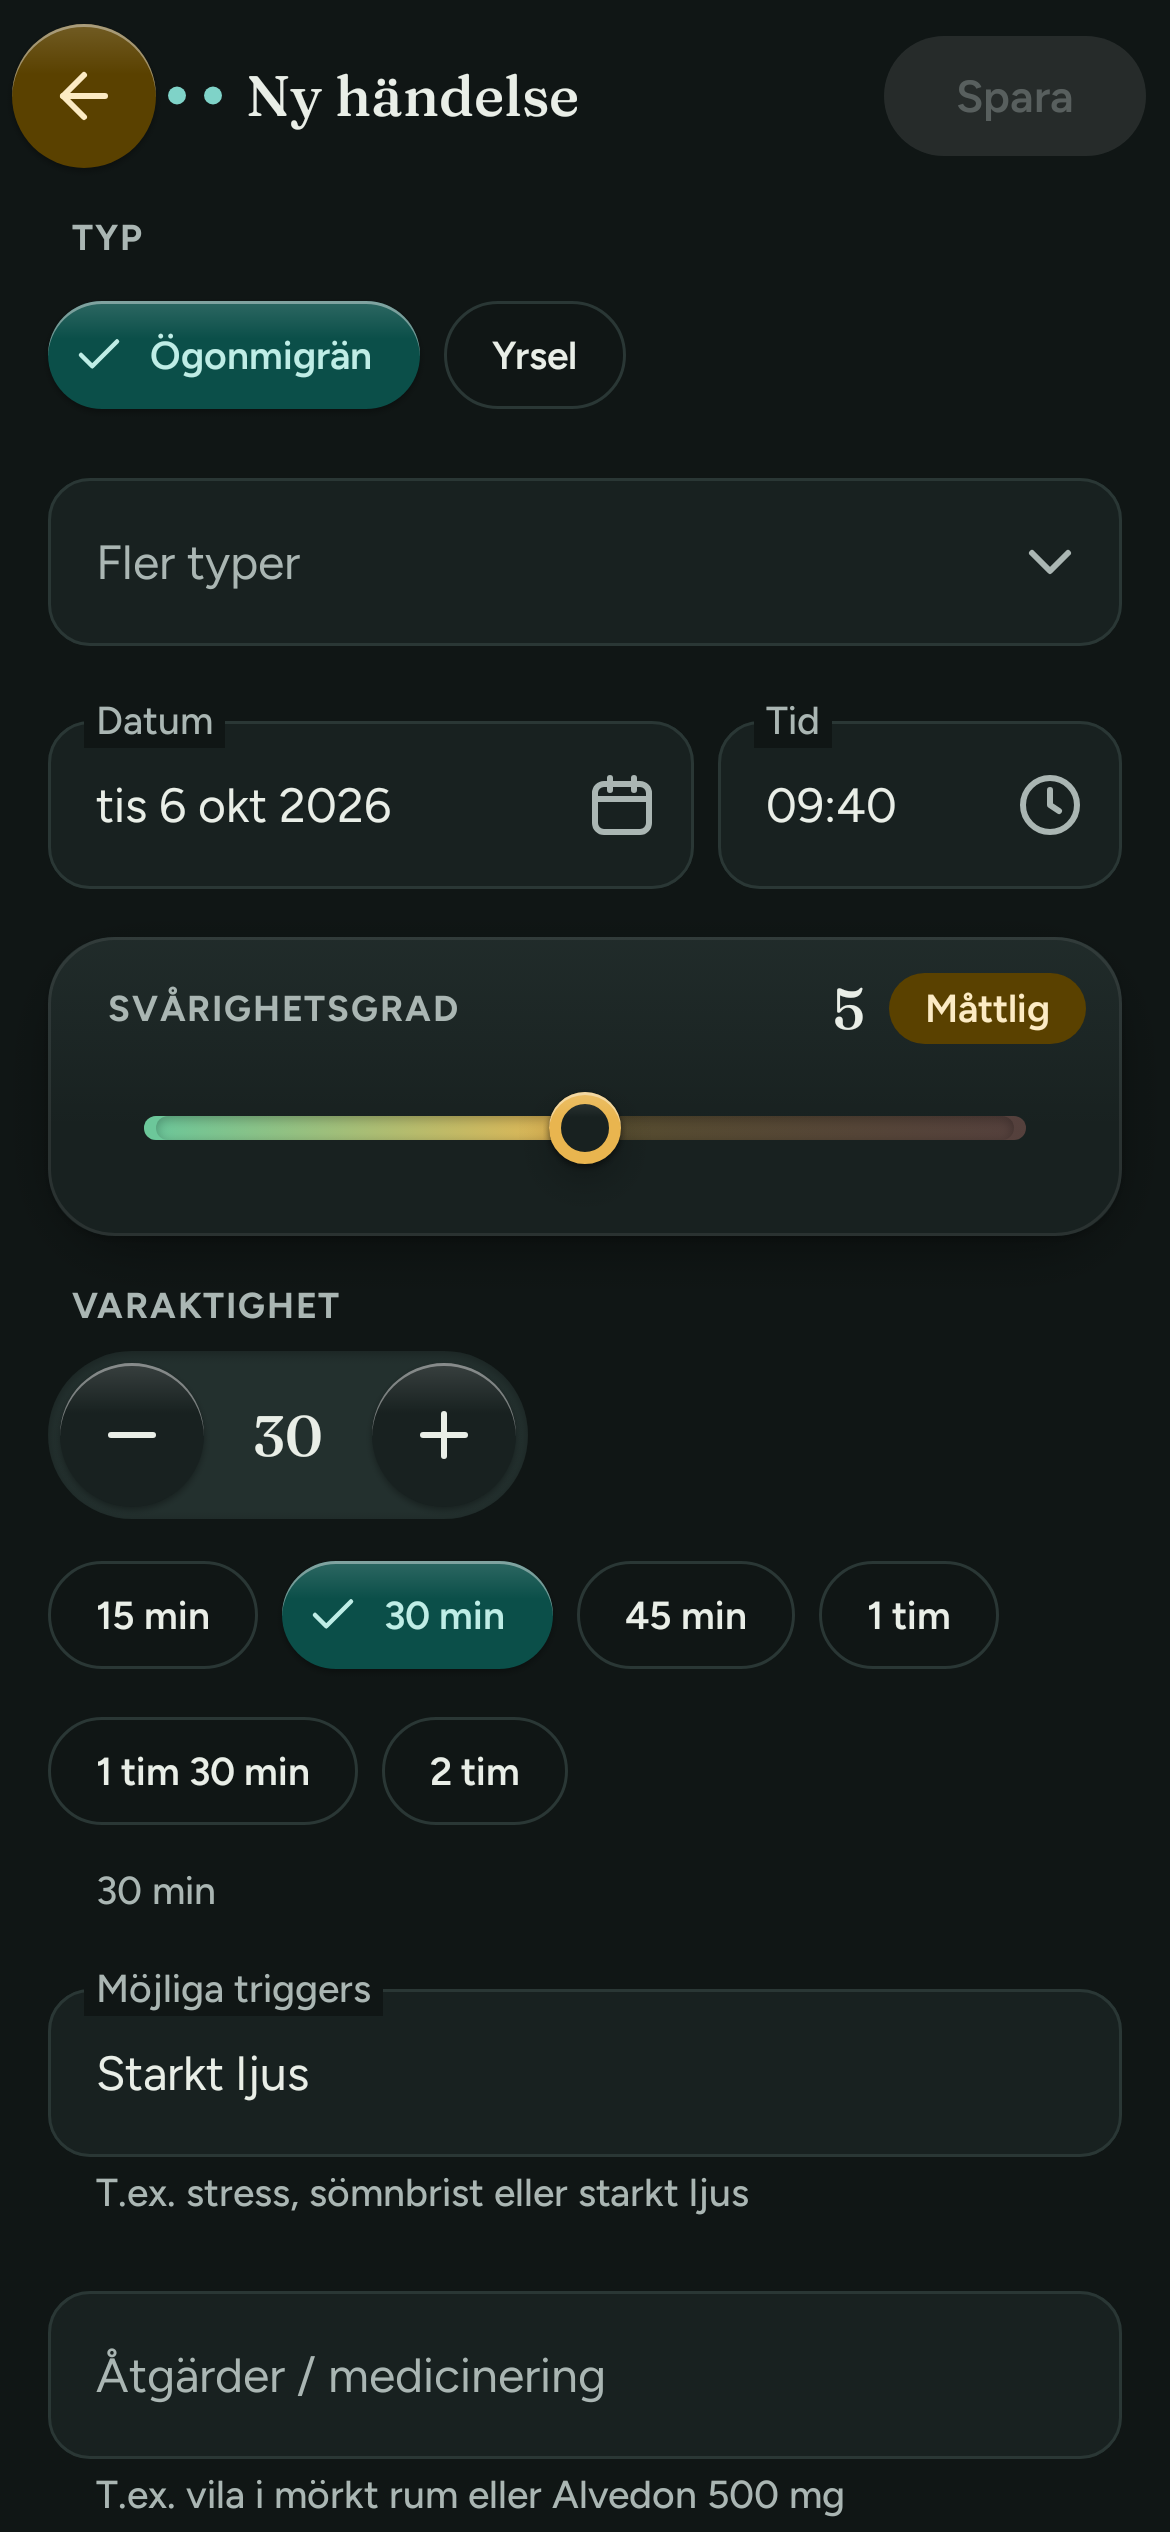 Ny händelse
Spara
TYP
Ögonmigrän
Yrsel
Fler typer
Datum
Tid
tis 6 okt 2026
09:40
SVÅRIGHETSGRAD
5
Måttlig
VARAKTIGHET
30
15 min
30 min
45 min
1 tim
1 tim 30 min
2 tim
30 min
Möjliga triggers
Starkt ljus
T.ex. stress, sömnbrist eller starkt ljus
Åtgärder / medicinering
T.ex. vila i mörkt rum eller Alvedon 500 mg